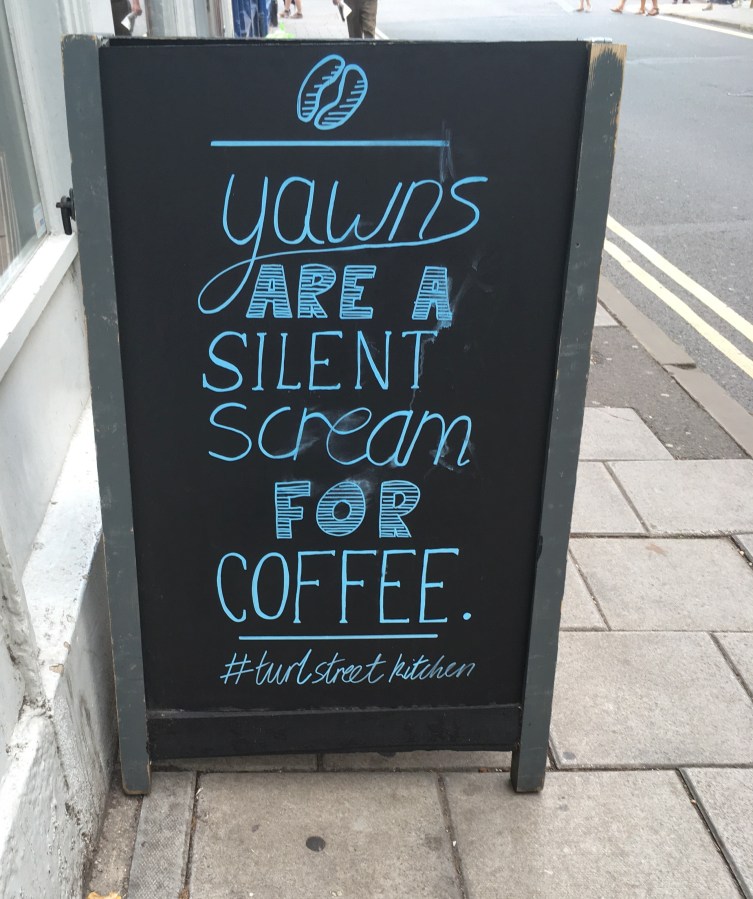 yawns
ARE A
SILENT
scream
FOR
COFFEE.
#turlstreetkitchen